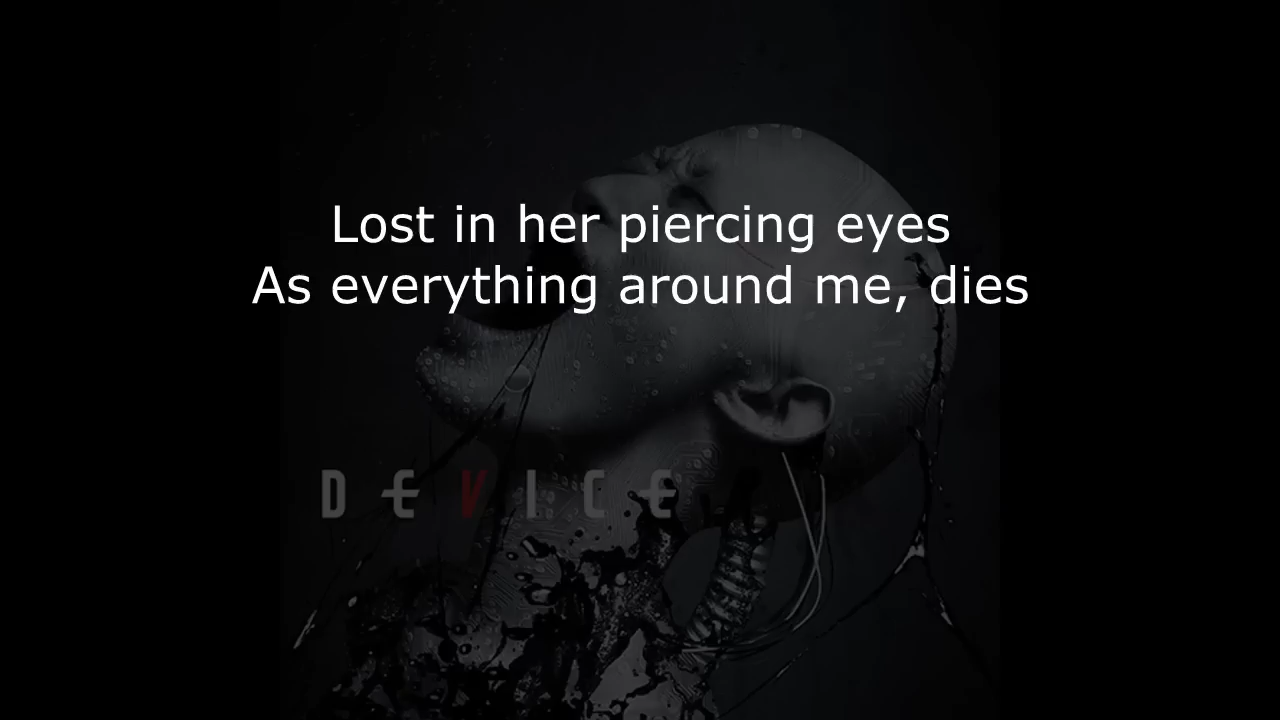 Lost in her piercing eyes
As everything around me, dies
DEVICE